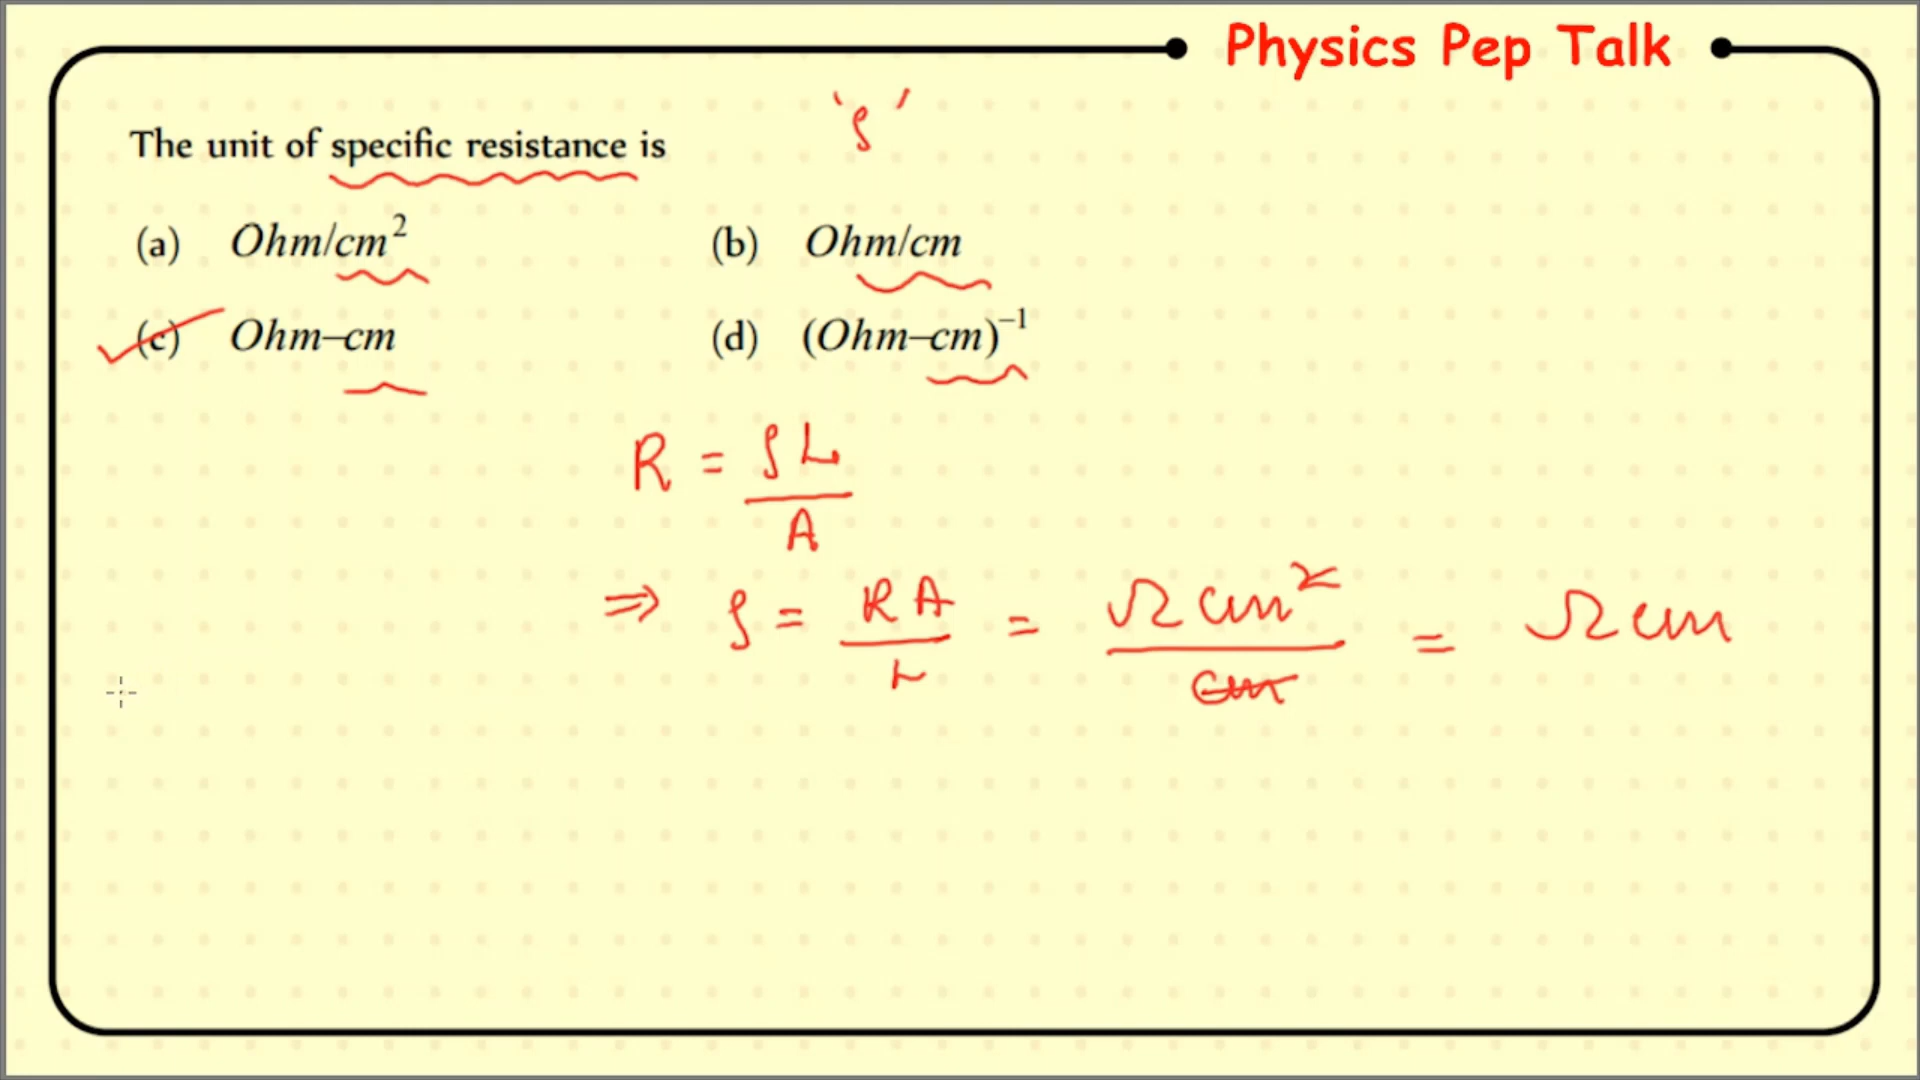 Physics Pep Talk
'ρ'
The unit of specific resistance is
(a) Ohm/cm²
(b) Ohm/cm
(c) Ohm–cm
(d) (Ohm–cm)⁻¹
R = ρL / A
⇒ ρ = RA / L = Ω cm² / cm = Ω cm